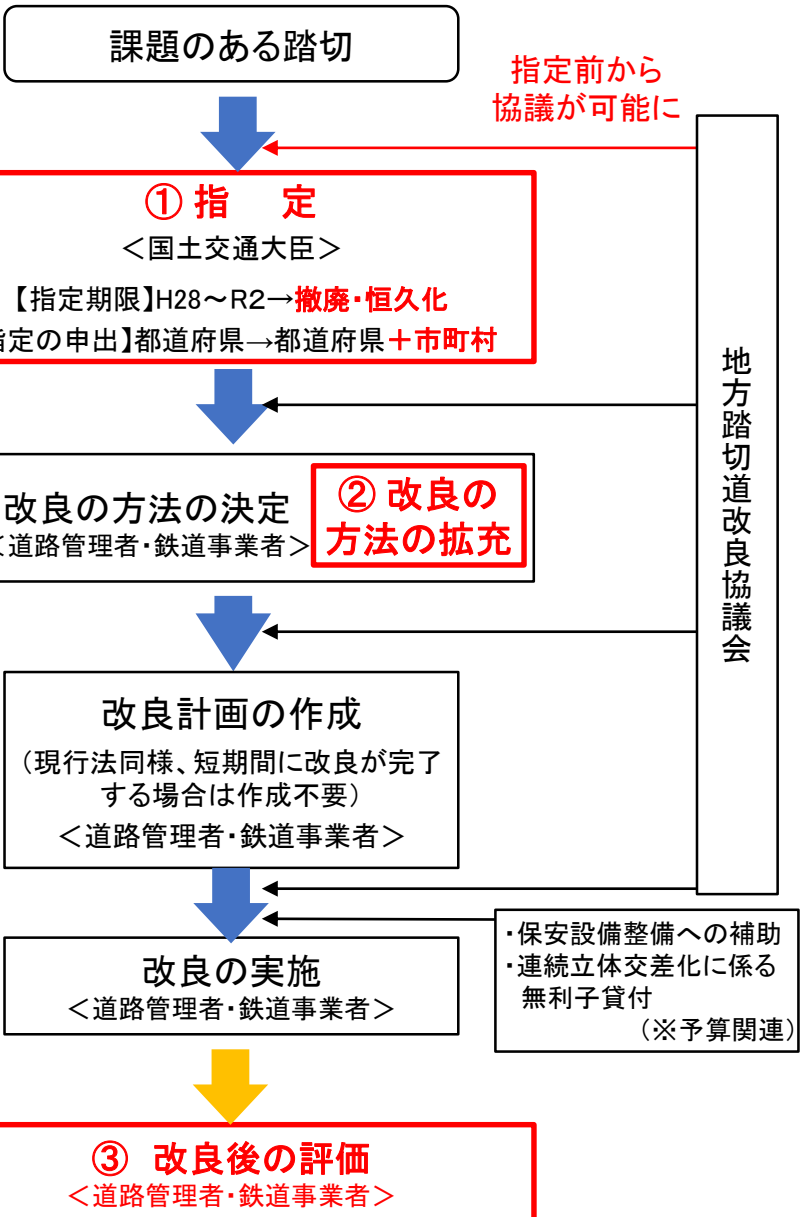 課題のある踏切
指定前から
協議が可能に
①指　定
＜国土交通大臣＞
【指定期限】H28～R2→撤廃・恒久化
指定の申出】都道府県→都道府県＋市町村
改良の方法の決定
＜道路管理者・鉄道事業者＞
②改良の
方法の拡充
地方踏切道改良協議会
改良計画の作成
（現行法同様、短期間に改良が完了
する場合は作成不要）
＜道路管理者・鉄道事業者＞
改良の実施
＜道路管理者・鉄道事業者＞
・保安設備整備への補助
・連続立体交差化に係る
無利子貸付
（※予算関連）
③ 改良後の評価
＜道路管理者・鉄道事業者＞